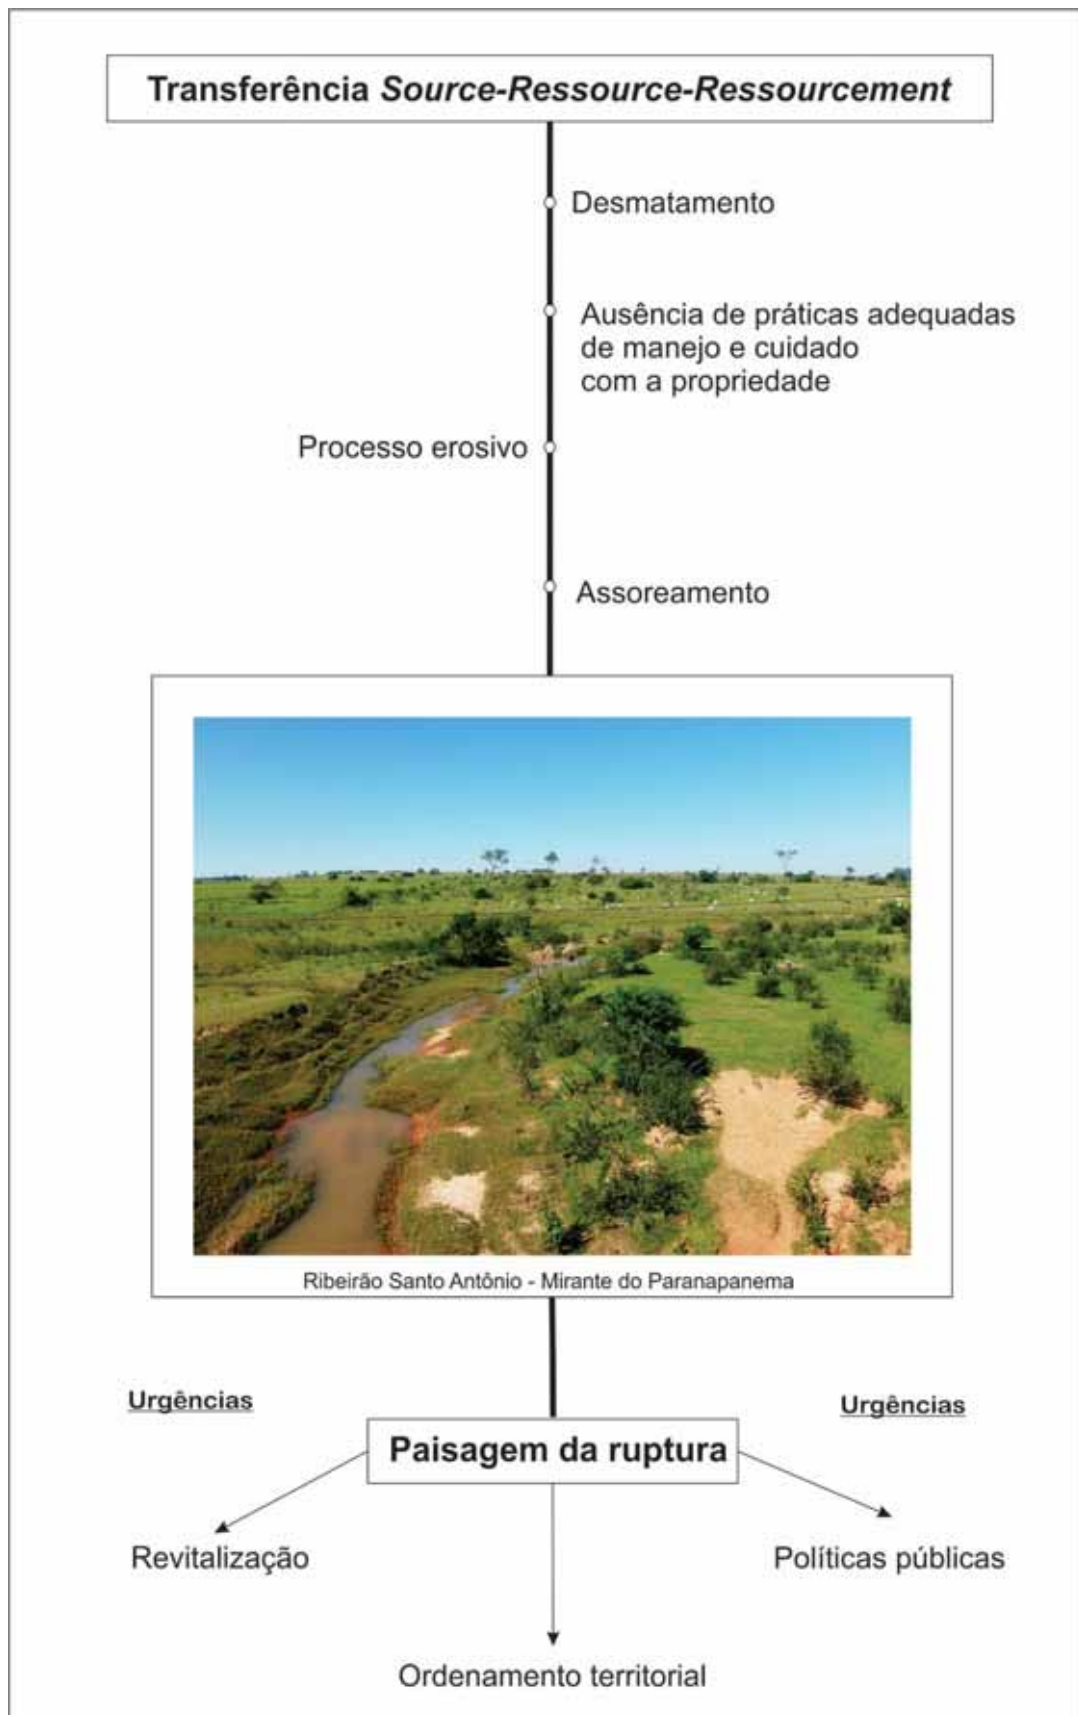 Transferência Source-Ressource-Ressourcement
Desmatamento
Ausência de práticas adequadas
de manejo e cuidado
com a propriedade
Processo erosivo
Assoreamento
Ribeirão Santo Antônio - Mirante do Paranapanema
Urgências
Urgências
Paisagem da ruptura
Revitalização
Políticas públicas
Ordenamento territorial